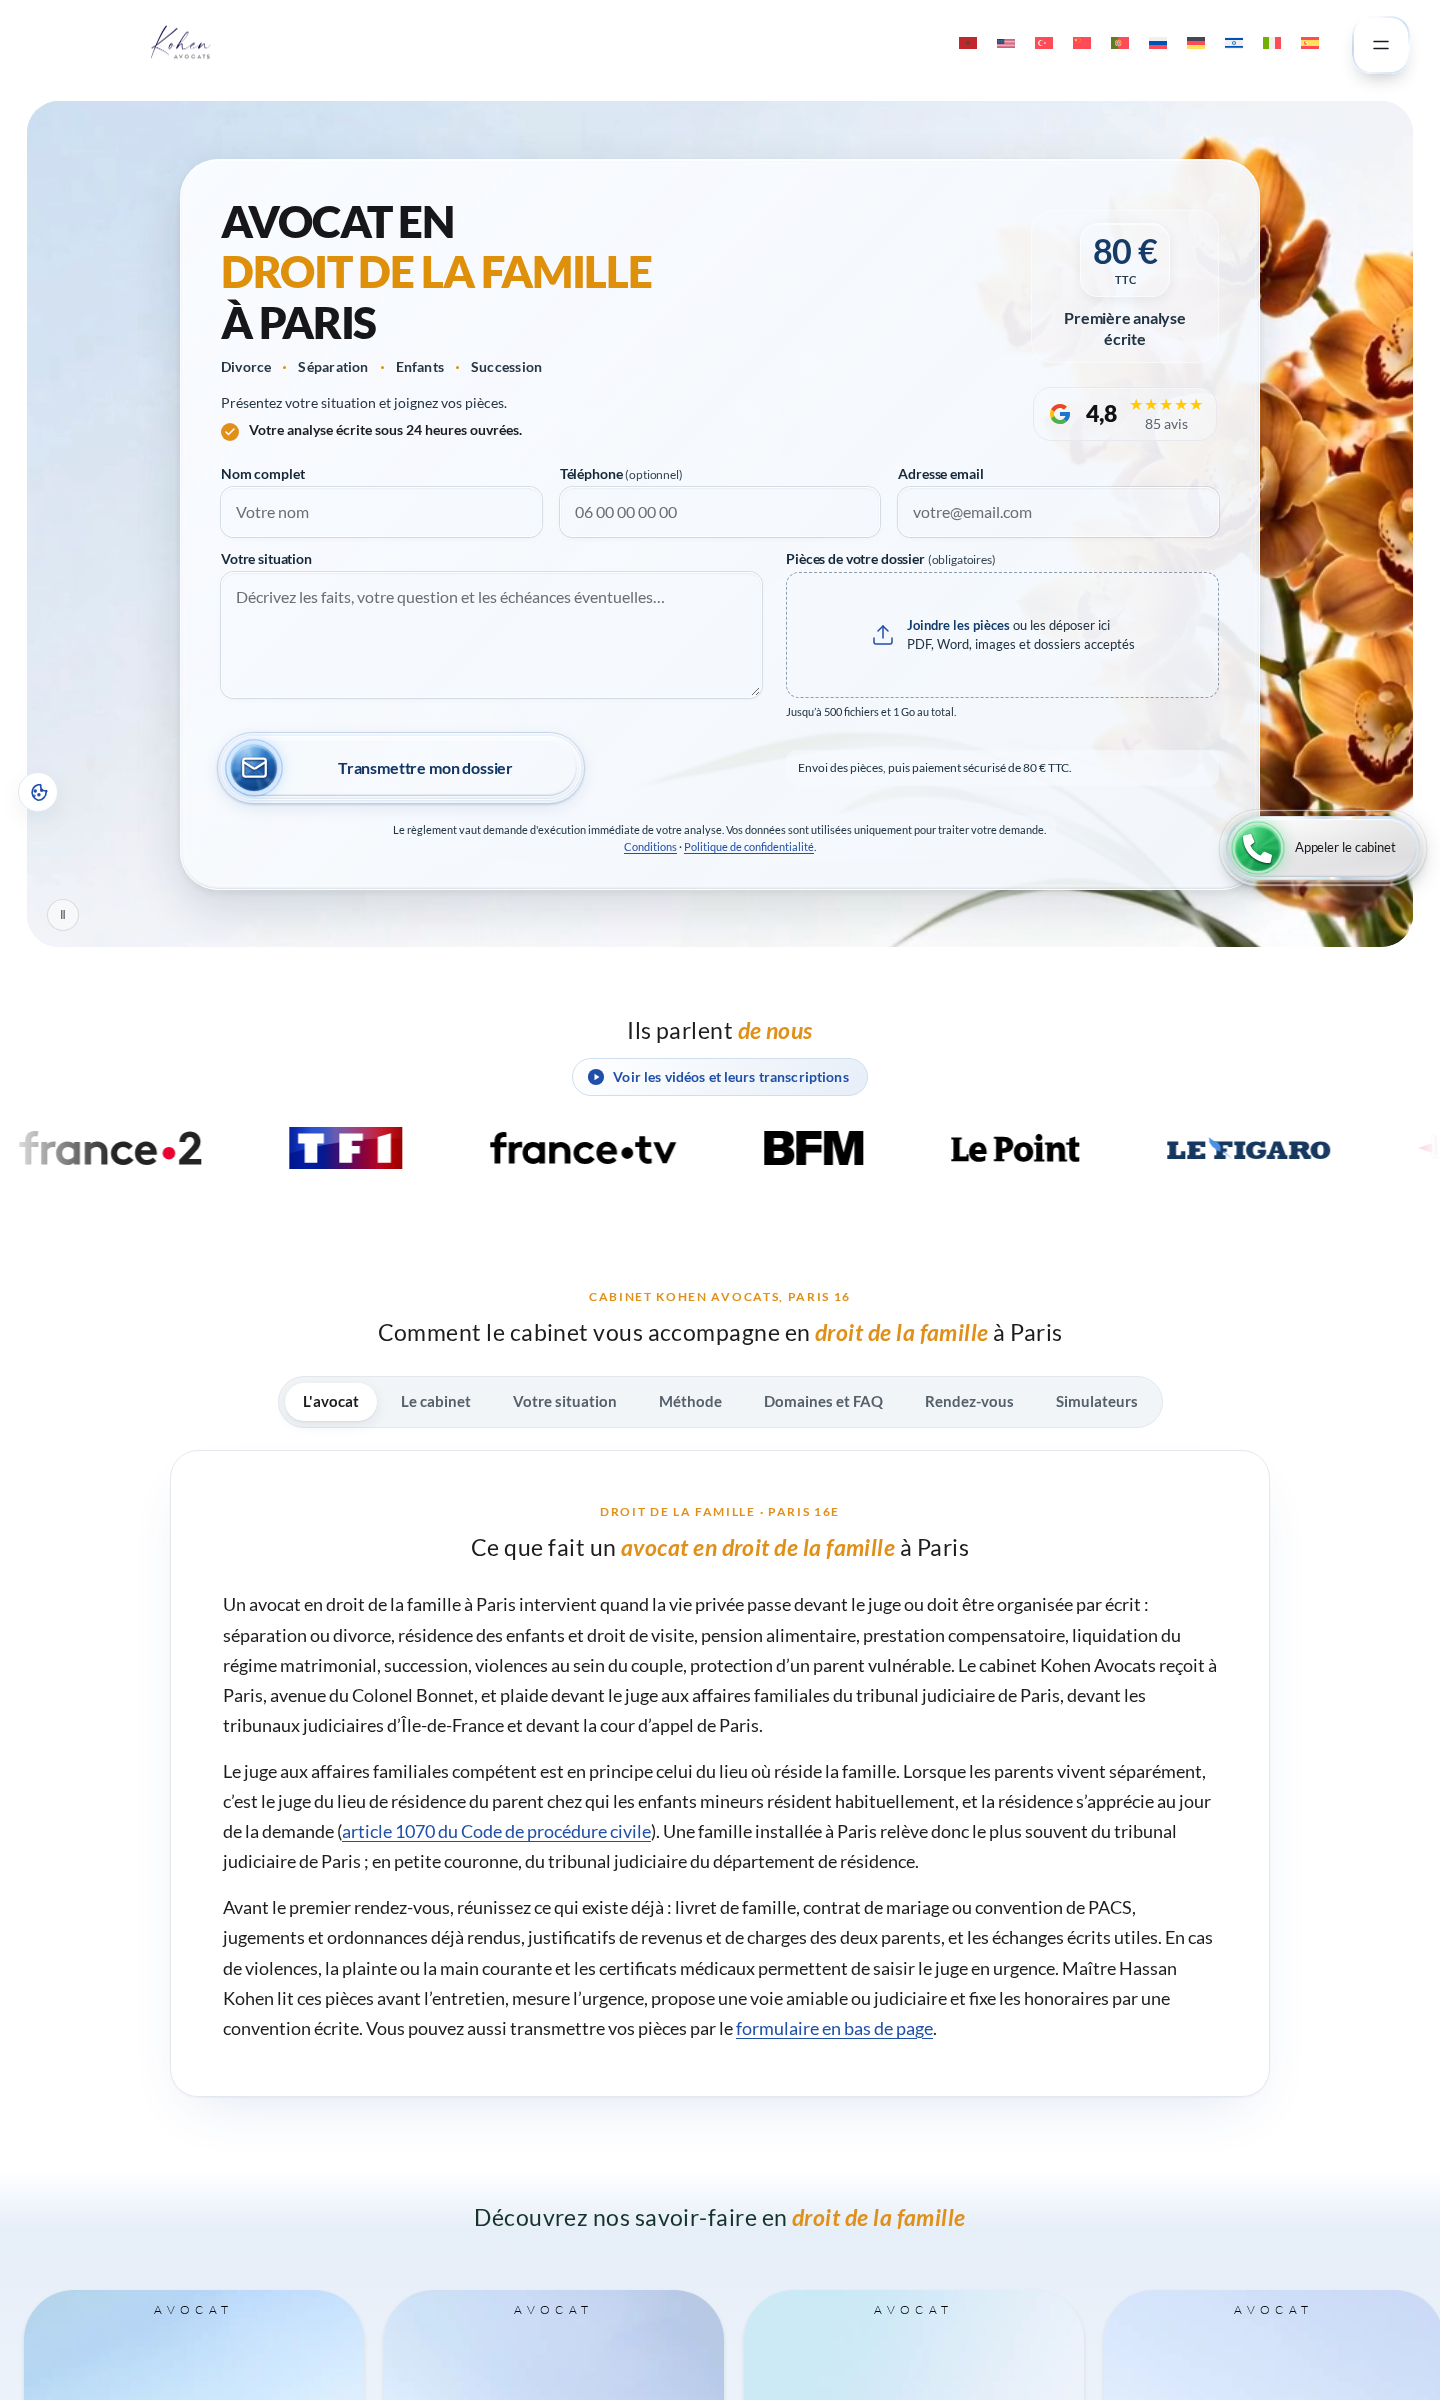 Kohen
AVOCATS
AVOCAT EN
DROIT DE LA FAMILLE
À PARIS
Divorce · Séparation · Enfants · Succession
Présentez votre situation et joignez vos pièces.
Votre analyse écrite sous 24 heures ouvrées.
80 €
TTC
Première analyse
écrite
4,8
★★★★★
85 avis
Nom complet
Téléphone (optionnel)
Adresse email
Votre nom
06 00 00 00 00
votre@email.com
Votre situation
Pièces de votre dossier (obligatoires)
Décrivez les faits, votre question et les échéances éventuelles…
Joindre les pièces ou les déposer ici
PDF, Word, images et dossiers acceptés
Jusqu'à 500 fichiers et 1 Go au total.
Transmettre mon dossier
Envoi des pièces, puis paiement sécurisé de 80 € TTC.
Le règlement vaut demande d'exécution immédiate de votre analyse. Vos données sont utilisées uniquement pour traiter votre demande.
Conditions · Politique de confidentialité.
Appeler le cabinet
Ils parlent de nous
Voir les vidéos et leurs transcriptions
france•2
TF1
france•tv
BFM
Le Point
LE FIGARO
CABINET KOHEN AVOCATS, PARIS 16
Comment le cabinet vous accompagne en droit de la famille à Paris
L'avocat
Le cabinet
Votre situation
Méthode
Domaines et FAQ
Rendez-vous
Simulateurs
DROIT DE LA FAMILLE · PARIS 16E
Ce que fait un avocat en droit de la famille à Paris
Un avocat en droit de la famille à Paris intervient quand la vie privée passe devant le juge ou doit être organisée par écrit :
séparation ou divorce, résidence des enfants et droit de visite, pension alimentaire, prestation compensatoire, liquidation du
régime matrimonial, succession, violences au sein du couple, protection d’un parent vulnérable. Le cabinet Kohen Avocats reçoit à
Paris, avenue du Colonel Bonnet, et plaide devant le juge aux affaires familiales du tribunal judiciaire de Paris, devant les
tribunaux judiciaires d’Île-de-France et devant la cour d’appel de Paris.
Le juge aux affaires familiales compétent est en principe celui du lieu où réside la famille. Lorsque les parents vivent séparément,
c’est le juge du lieu de résidence du parent chez qui les enfants mineurs résident habituellement, et la résidence s’apprécie au jour
de la demande (article 1070 du Code de procédure civile). Une famille installée à Paris relève donc le plus souvent du tribunal
judiciaire de Paris ; en petite couronne, du tribunal judiciaire du département de résidence.
Avant le premier rendez-vous, réunissez ce qui existe déjà : livret de famille, contrat de mariage ou convention de PACS,
jugements et ordonnances déjà rendus, justificatifs de revenus et de charges des deux parents, et les échanges écrits utiles. En cas
de violences, la plainte ou la main courante et les certificats médicaux permettent de saisir le juge en urgence. Maître Hassan
Kohen lit ces pièces avant l’entretien, mesure l’urgence, propose une voie amiable ou judiciaire et fixe les honoraires par une
convention écrite. Vous pouvez aussi transmettre vos pièces par le formulaire en bas de page.
Découvrez nos savoir-faire en droit de la famille
AVOCAT
AVOCAT
AVOCAT
AVOCAT